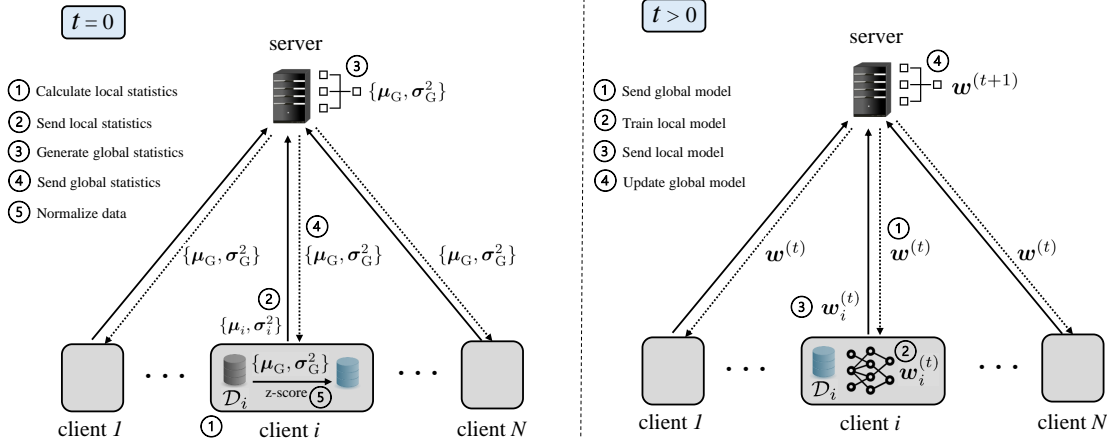 t = 0
server
③ {μ_G, σ²_G}
① Calculate local statistics
② Send local statistics
③ Generate global statistics
④ Send global statistics
⑤ Normalize data
④
{μ_G, σ²_G} {μ_G, σ²_G} {μ_G, σ²_G}
②
{μ_i, σ²_i}
{μ_G, σ²_G}
D_i z-score ⑤
• • • • • •
client 1 ① client i client N
t > 0
server
④ w^(t+1)
① Send global model
② Train local model
③ Send local model
④ Update global model
①
w^(t) w^(t) w^(t)
③ w_i^(t)
② w_i^(t)
D_i
• • • • • •
client 1 client i client N